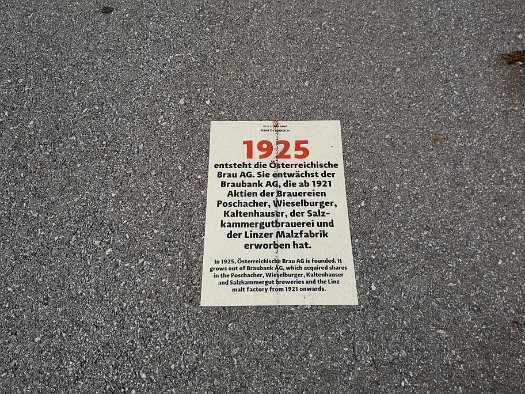 1925
entsteht die Österreichische
Brau AG. Sie entwächst der
Braubank AG, die ab 1921
Aktien der Brauereien
Poschacher, Wieselburger,
Kaltenhauser, der Salz-
kammergutbrauerei und
der Linzer Malzfabrik
erworben hat.
In 1925, Österreichische Brau AG is founded. It
grows out of Braubank AG, which acquired shares
in the Poschacher, Wieselburger, Kaltenhauser
and Salzkammergut breweries and the Linz
malt factory from 1921 onwards.